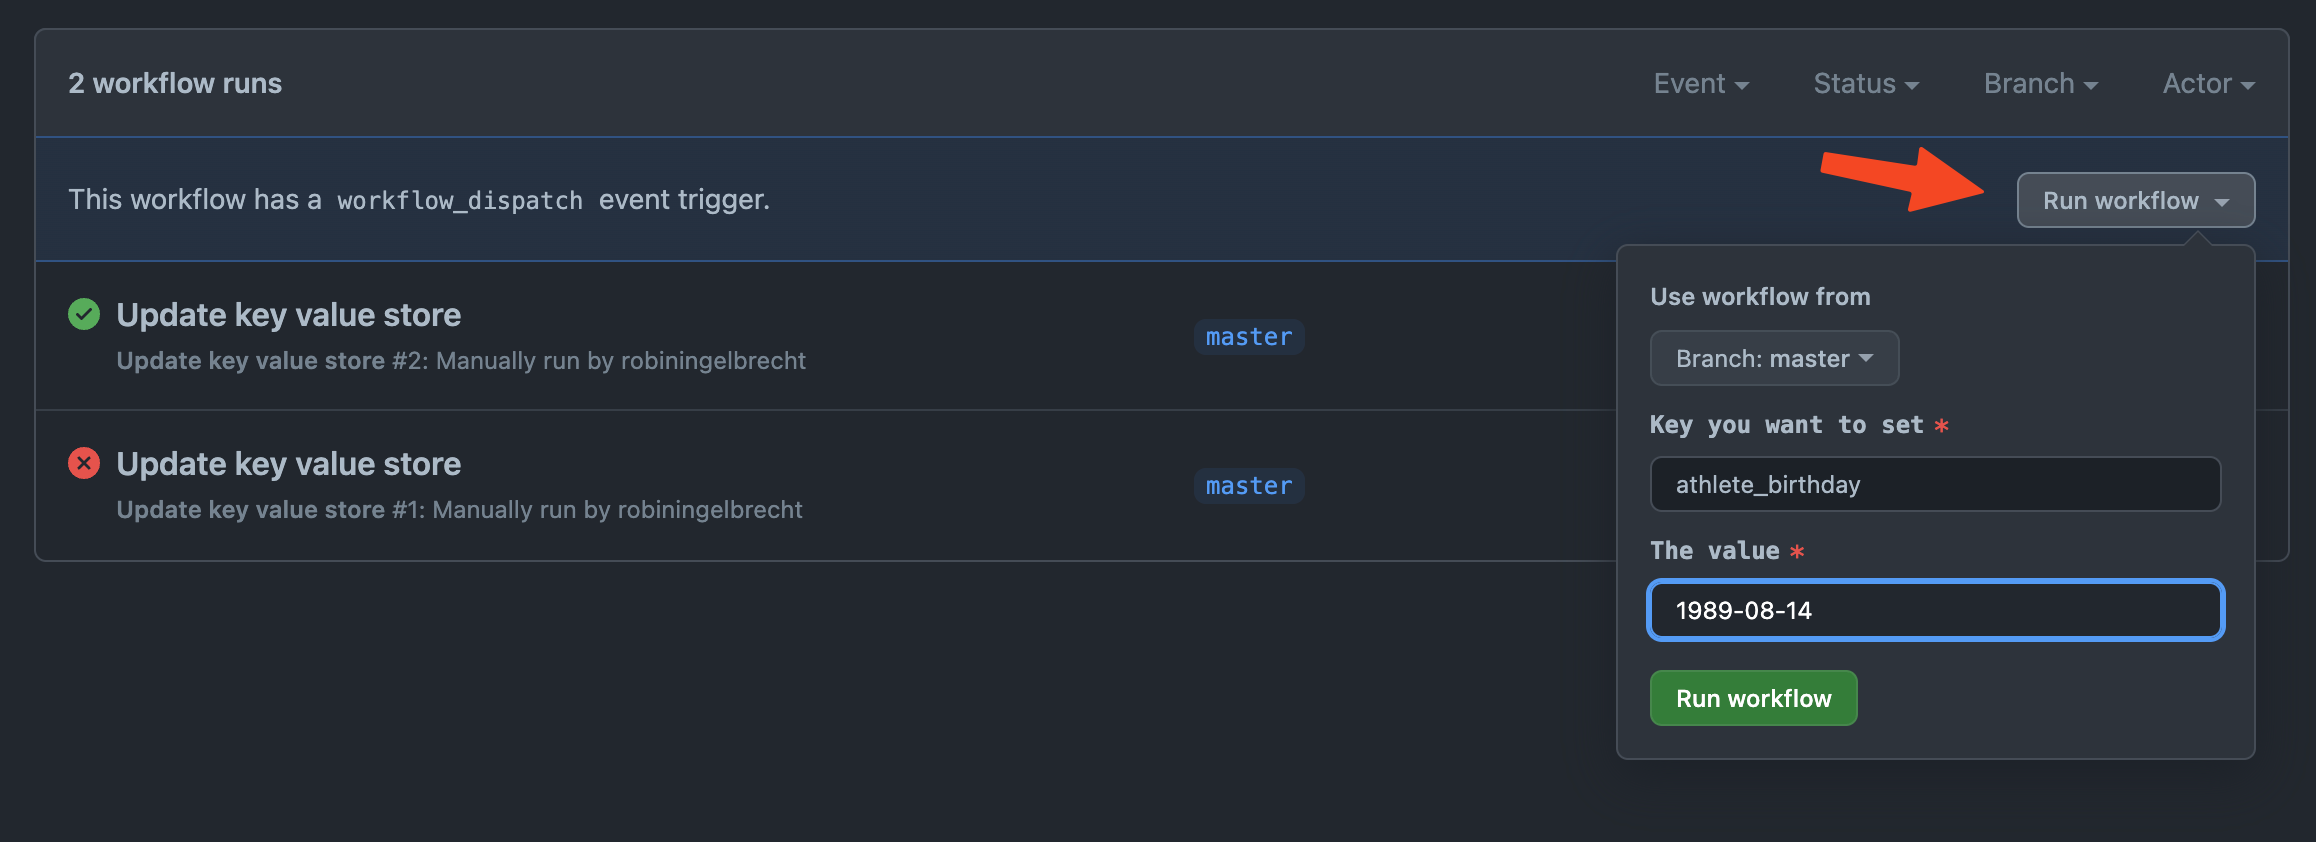 2 workflow runs
Event
Status
Branch
Actor
This workflow has a workflow_dispatch event trigger.
Run workflow
Update key value store
Update key value store #2: Manually run by robiningelbrecht
master
Update key value store
Update key value store #1: Manually run by robiningelbrecht
master
Use workflow from
Branch: master
Key you want to set *
athlete_birthday
The value *
1989-08-14
Run workflow